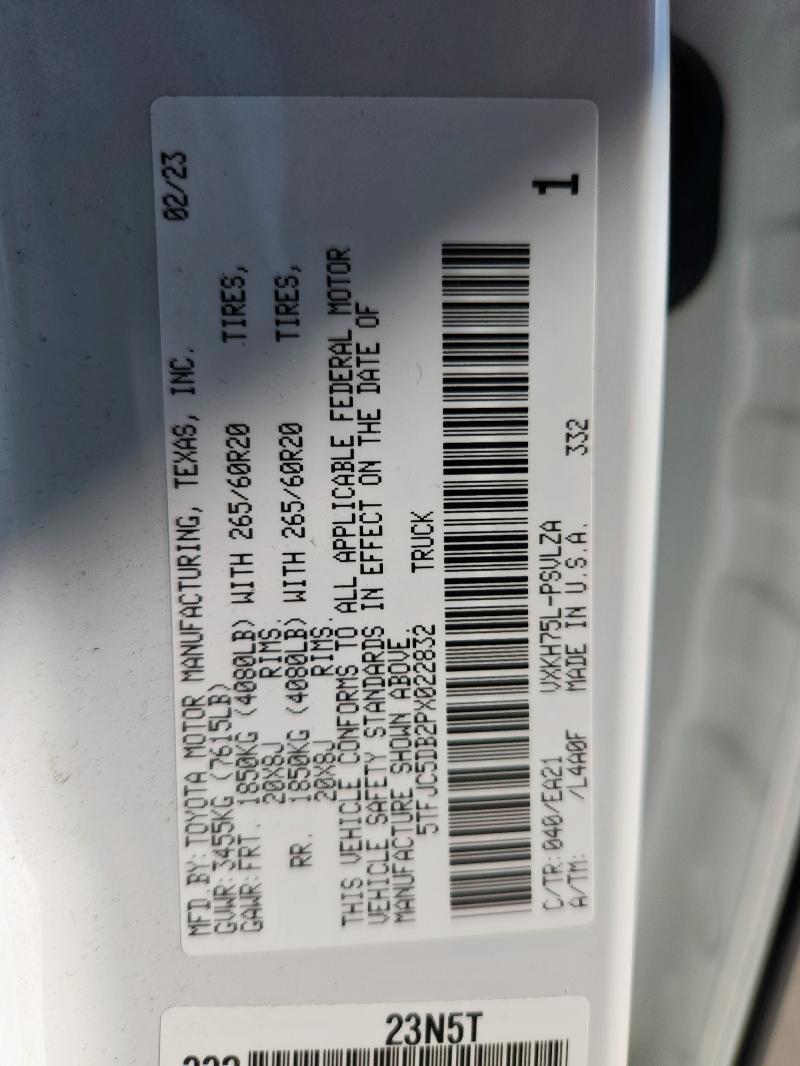 MFD. BY: TOYOTA MOTOR MANUFACTURING, TEXAS, INC. 02/23
GVWR: 3455KG (7615LB)
GAWR: FRT. 1850KG (4080LB) WITH 265/60R20 TIRES,
20X8J RIMS.
RR. 1850KG (4080LB) WITH 265/60R20 TIRES,
20X8J RIMS.
THIS VEHICLE CONFORMS TO ALL APPLICABLE FEDERAL MOTOR
VEHICLE SAFETY STANDARDS IN EFFECT ON THE DATE OF
MANUFACTURE SHOWN ABOVE.
5TFJC5DB2PX022832 TRUCK
1
C/TR: 040/EA21 VXKH75L-PSVLZA
A/TM: /L4A0F MADE IN U.S.A. 332
23N5T